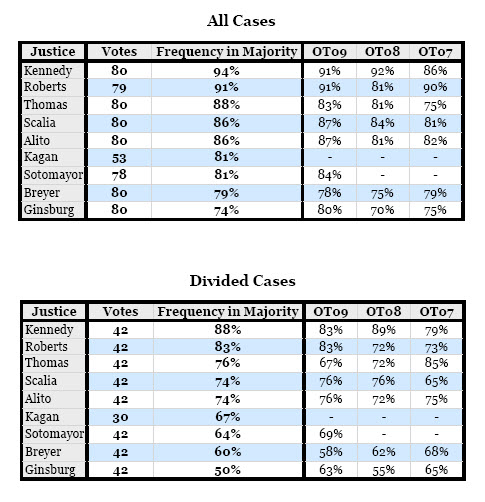 All Cases
Justice Votes Frequency in Majority OT09 OT08 OT07
Kennedy 80 94% 91% 92% 86%
Roberts 79 91% 91% 81% 90%
Thomas 80 88% 83% 81% 75%
Scalia 80 86% 87% 84% 81%
Alito 80 86% 87% 81% 82%
Kagan 53 81% - - -
Sotomayor 78 81% 84% - -
Breyer 80 79% 78% 75% 79%
Ginsburg 80 74% 80% 70% 75%
Divided Cases
Justice Votes Frequency in Majority OT09 OT08 OT07
Kennedy 42 88% 83% 89% 79%
Roberts 42 83% 83% 72% 73%
Thomas 42 76% 67% 72% 85%
Scalia 42 74% 76% 76% 65%
Alito 42 74% 76% 72% 75%
Kagan 30 67% - - -
Sotomayor 42 64% 69% - -
Breyer 42 60% 58% 62% 68%
Ginsburg 42 50% 63% 55% 65%